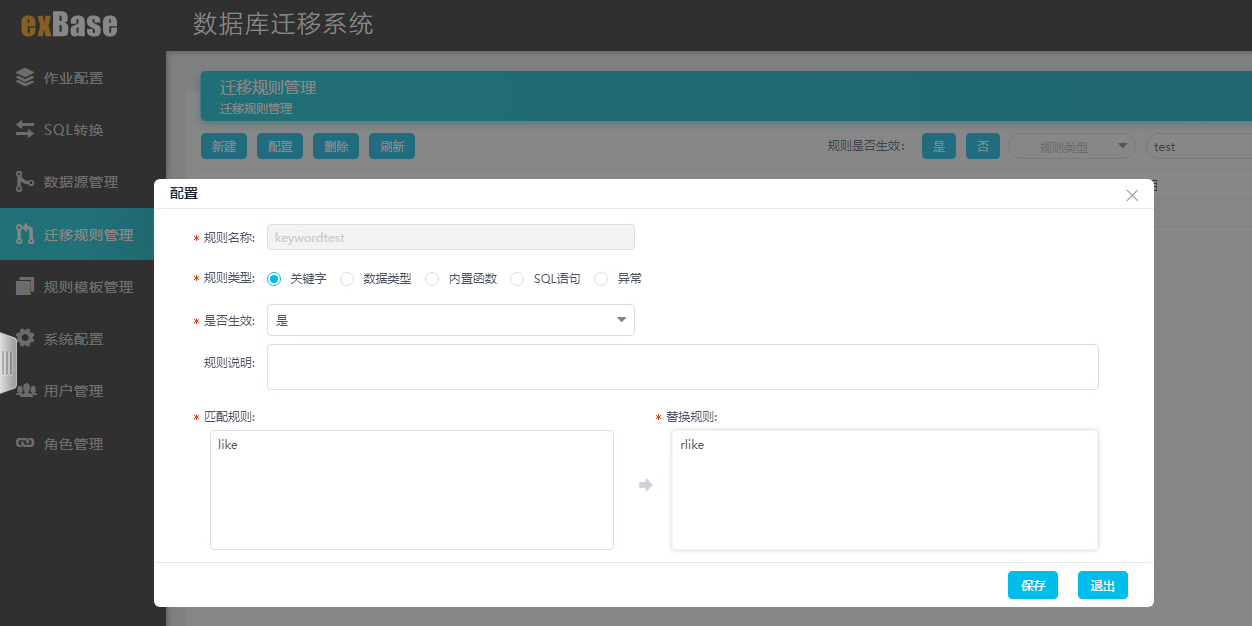 exBase
数据库迁移系统
作业配置
SQL转换
数据源管理
迁移规则管理
规则模板管理
系统配置
用户管理
角色管理
迁移规则管理
迁移规则管理
新建 配置 删除 刷新 规则是否生效: 是 否 规则类型 test
配置
* 规则名称: keywordtest
* 规则类型: 关键字 数据类型 内置函数 SQL语句 异常
* 是否生效: 是
规则说明:
* 匹配规则: * 替换规则:
like rlike
保存 退出